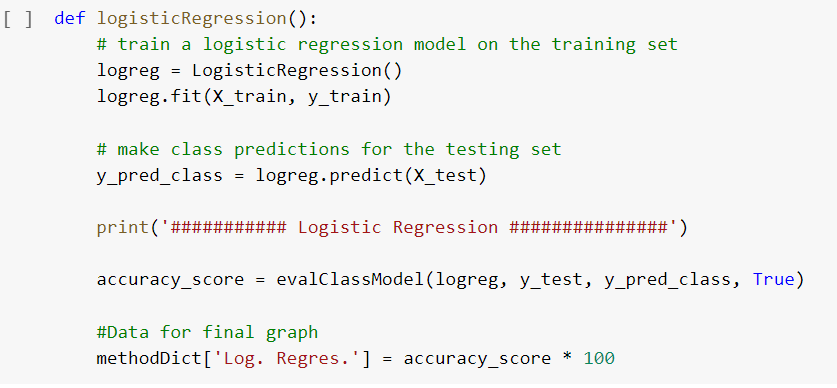 [ ] def logisticRegression():
# train a logistic regression model on the training set
logreg = LogisticRegression()
logreg.fit(X_train, y_train)
# make class predictions for the testing set
y_pred_class = logreg.predict(X_test)
print('########### Logistic Regression ###############')
accuracy_score = evalClassModel(logreg, y_test, y_pred_class, True)
#Data for final graph
methodDict['Log. Regres.'] = accuracy_score * 100